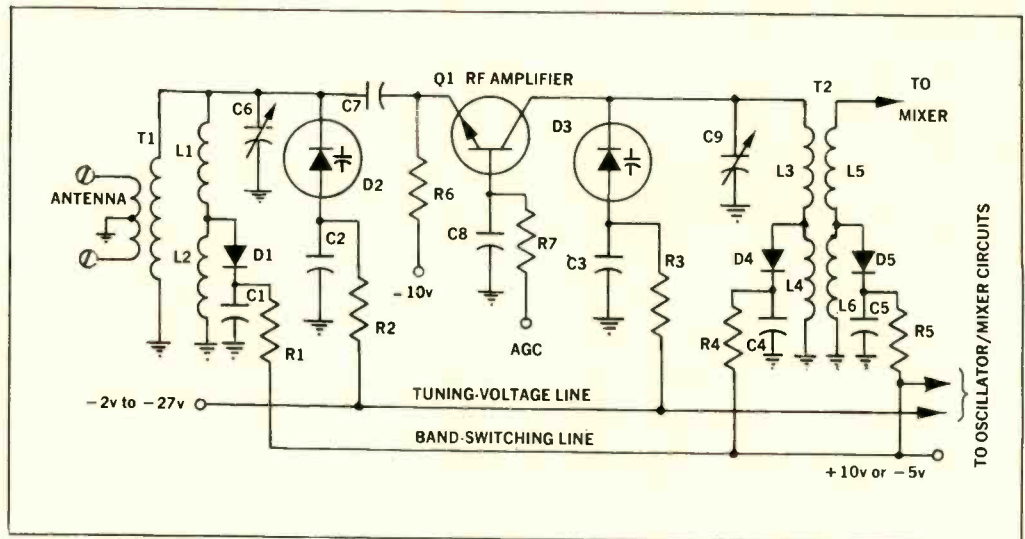 Q1 RF AMPLIFIER
T2
TO
MIXER
T1
C6
C7
D3
C9
L1
L3
L5
ANTENNA
D2
R6
C2
C8
R7
C3
R3
L2
D1
D4
D5
C1
L4
L6
C5
R1
R2
-10v
AGC
R4
C4
R5
TUNING-VOLTAGE LINE
-2v to -27v
BAND-SWITCHING LINE
+10v or -5v
TO OSCILLATOR/MIXER CIRCUITS